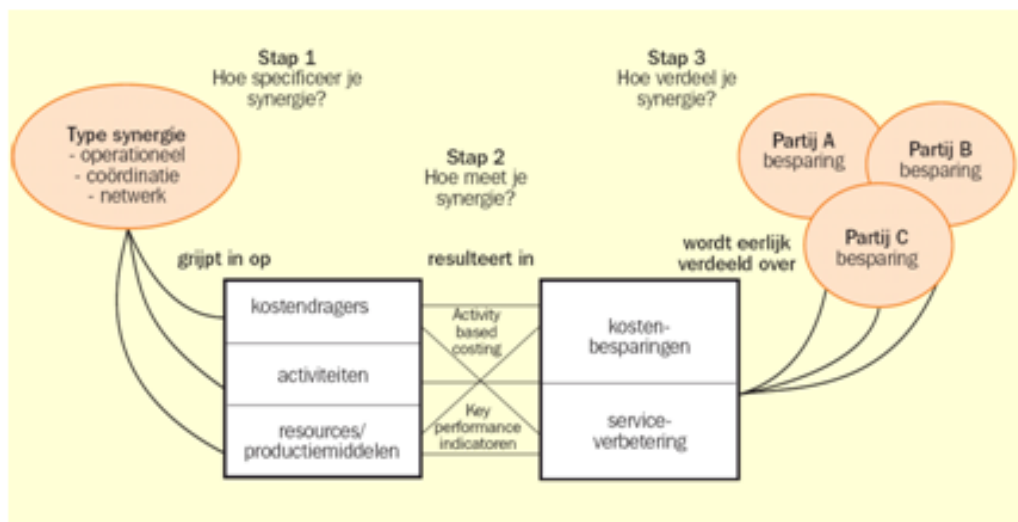 Stap 1
Hoe specificeer je
synergie?
Stap 3
Hoe verdeel je
synergie?
Type synergie
- operationeel
- coördinatie
- netwerk
Stap 2
Hoe meet je
synergie?
Partij A
besparing
Partij B
besparing
Partij C
besparing
grijpt in op
resulteert in
wordt eerlijk
verdeeld over
kostendragers
activiteiten
resources/
productiemiddelen
Activity
based
costing
Key
performance
indicatoren
kosten-
besparingen
service-
verbetering